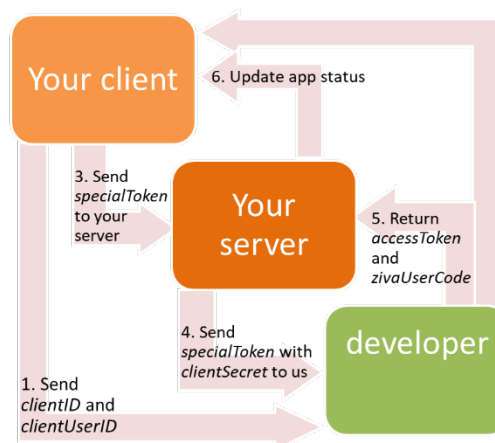 Your client
6. Update app status
3. Send
specialToken
to your
server
Your
server
5. Return
accessToken
and
zivaUserCode
4. Send
specialToken with
clientSecret to us
developer
1. Send
clientID and
clientUserID